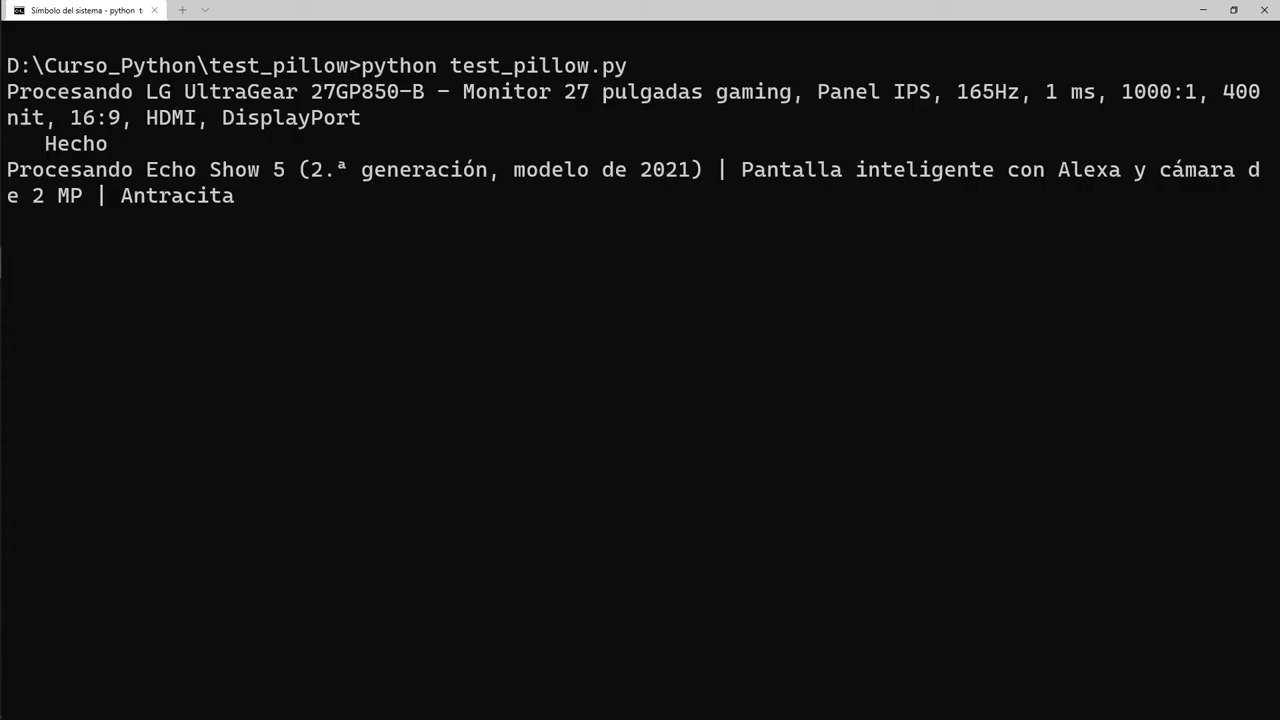 Símbolo del sistema - python te
D:\Curso_Python\test_pillow>python test_pillow.py
Procesando LG UltraGear 27GP850-B - Monitor 27 pulgadas gaming, Panel IPS, 165Hz, 1 ms, 1000:1, 400
nit, 16:9, HDMI, DisplayPort
Hecho
Procesando Echo Show 5 (2.ª generación, modelo de 2021) | Pantalla inteligente con Alexa y cámara d
e 2 MP | Antracita